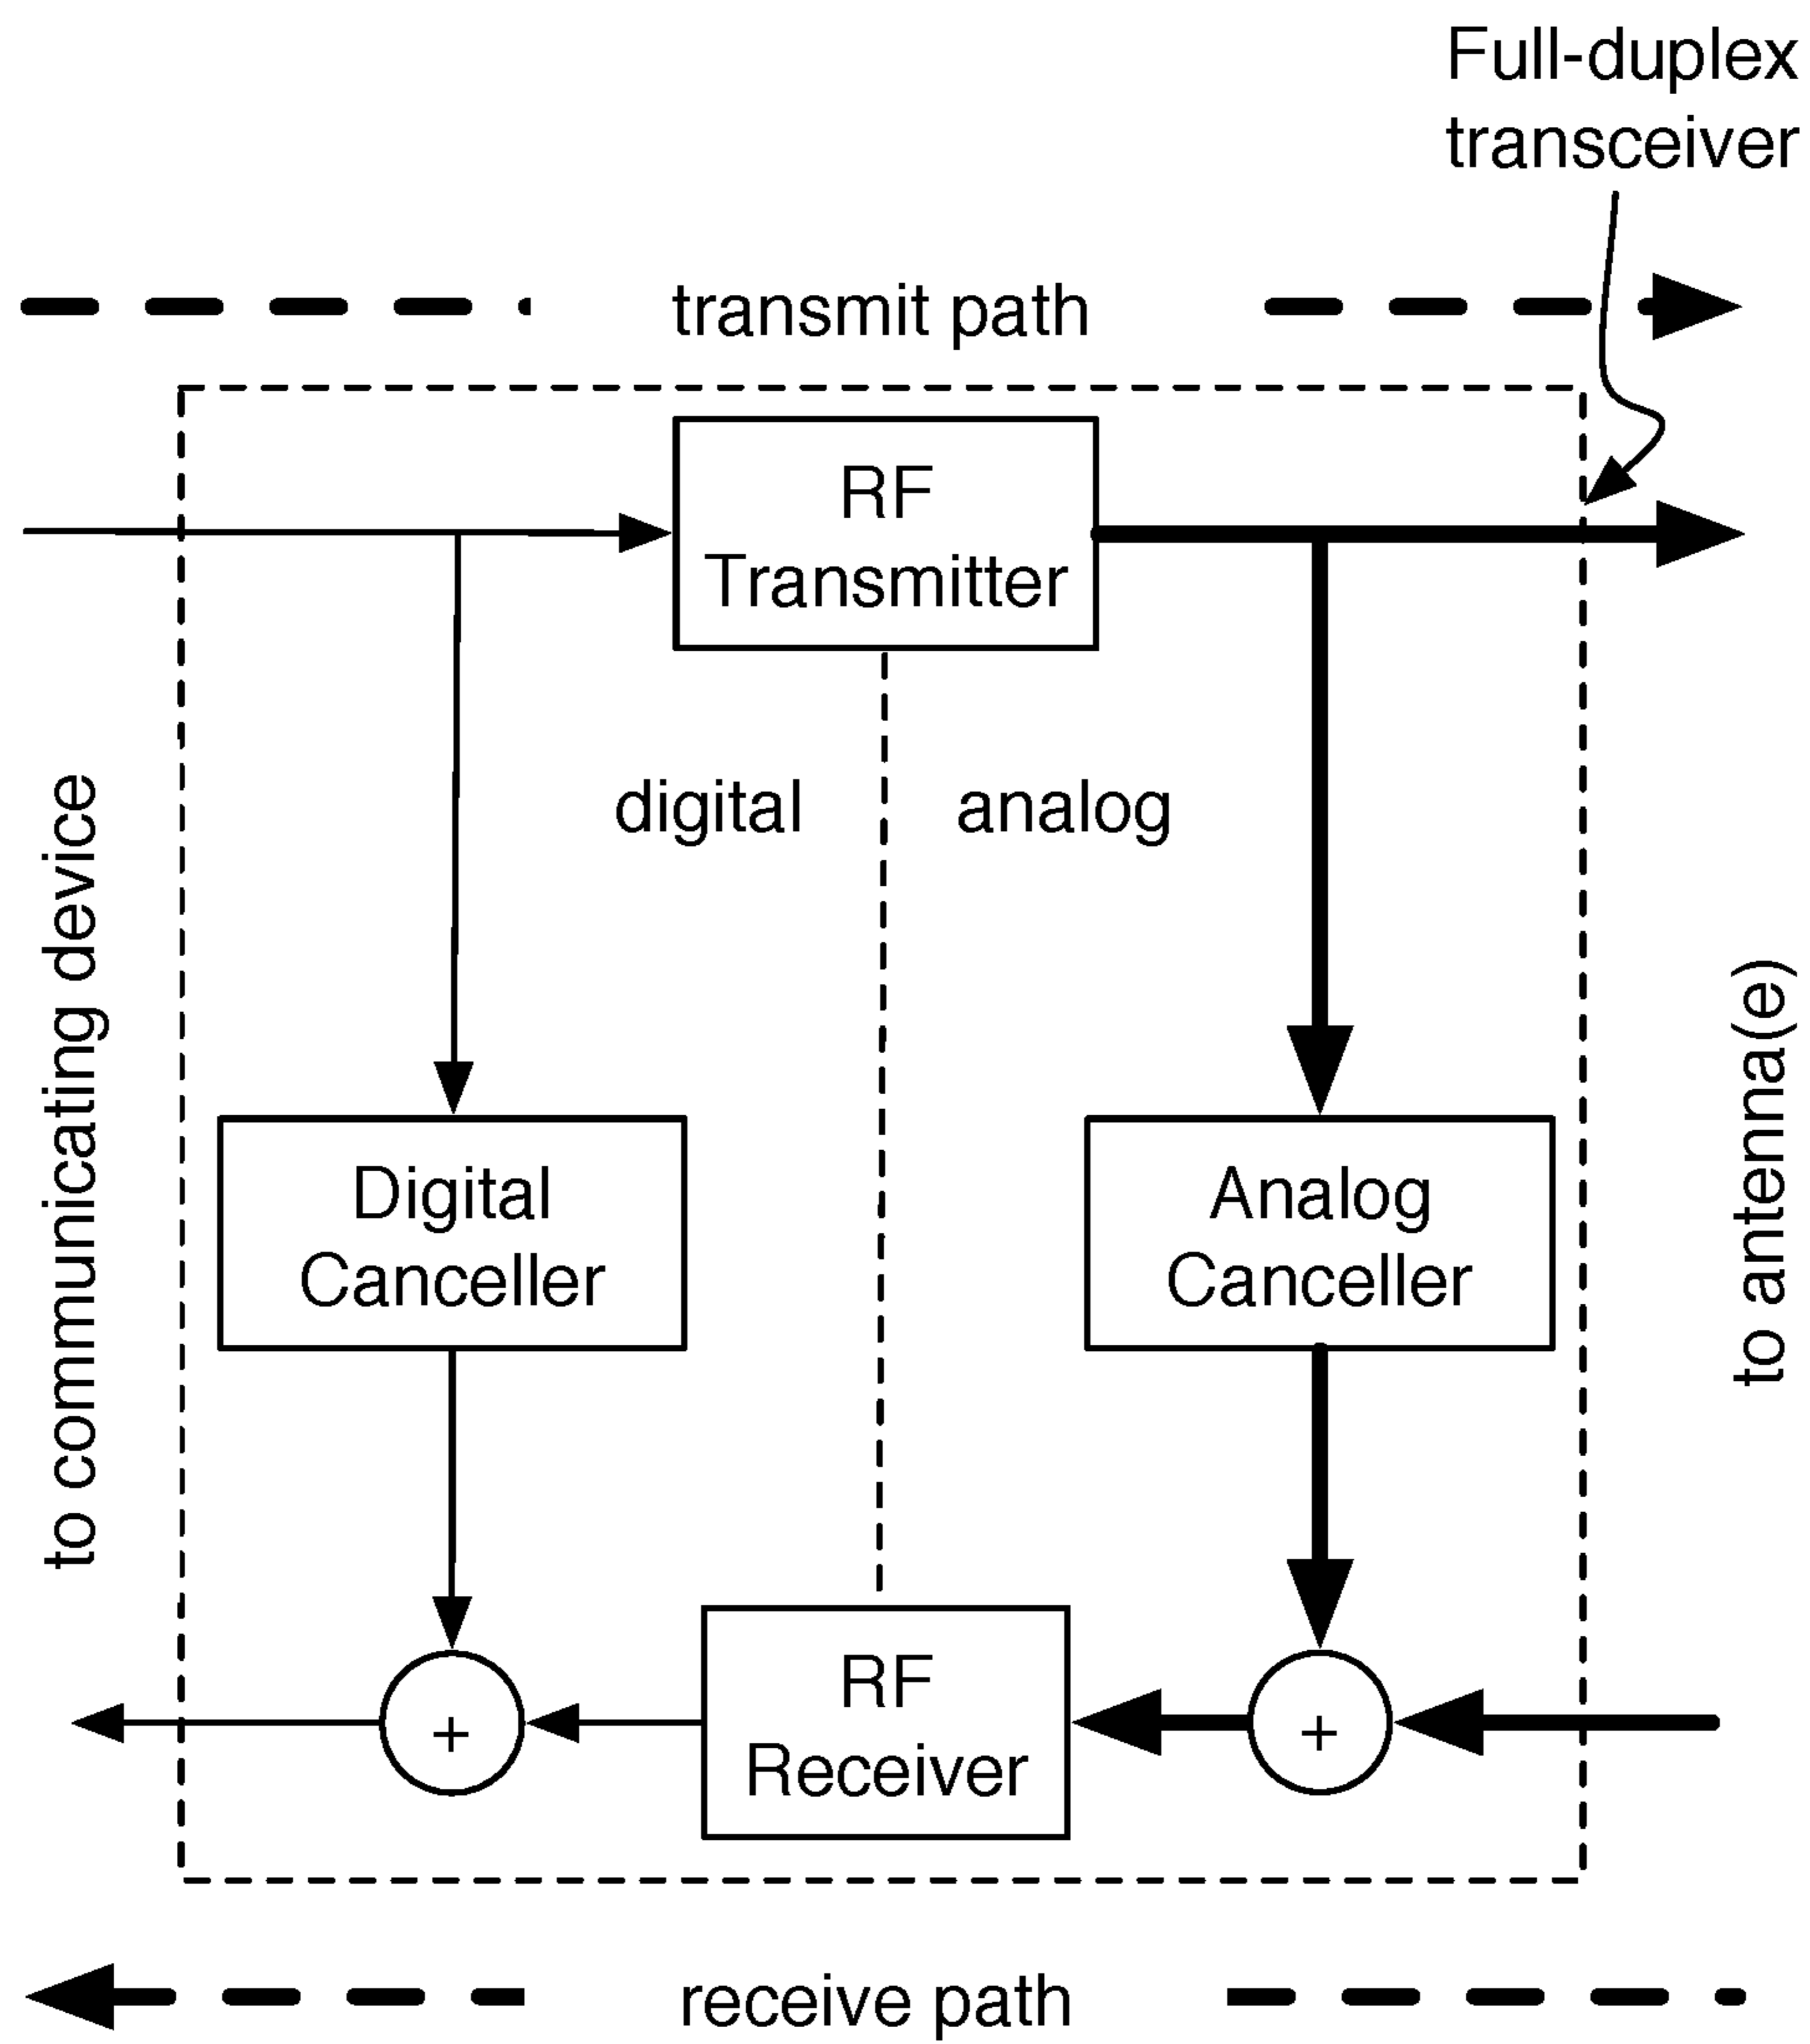 Full-duplex
transceiver
transmit path
RF
Transmitter
digital
analog
to communicating device
to antenna(e)
Digital
Canceller
Analog
Canceller
+
RF
Receiver
+
receive path